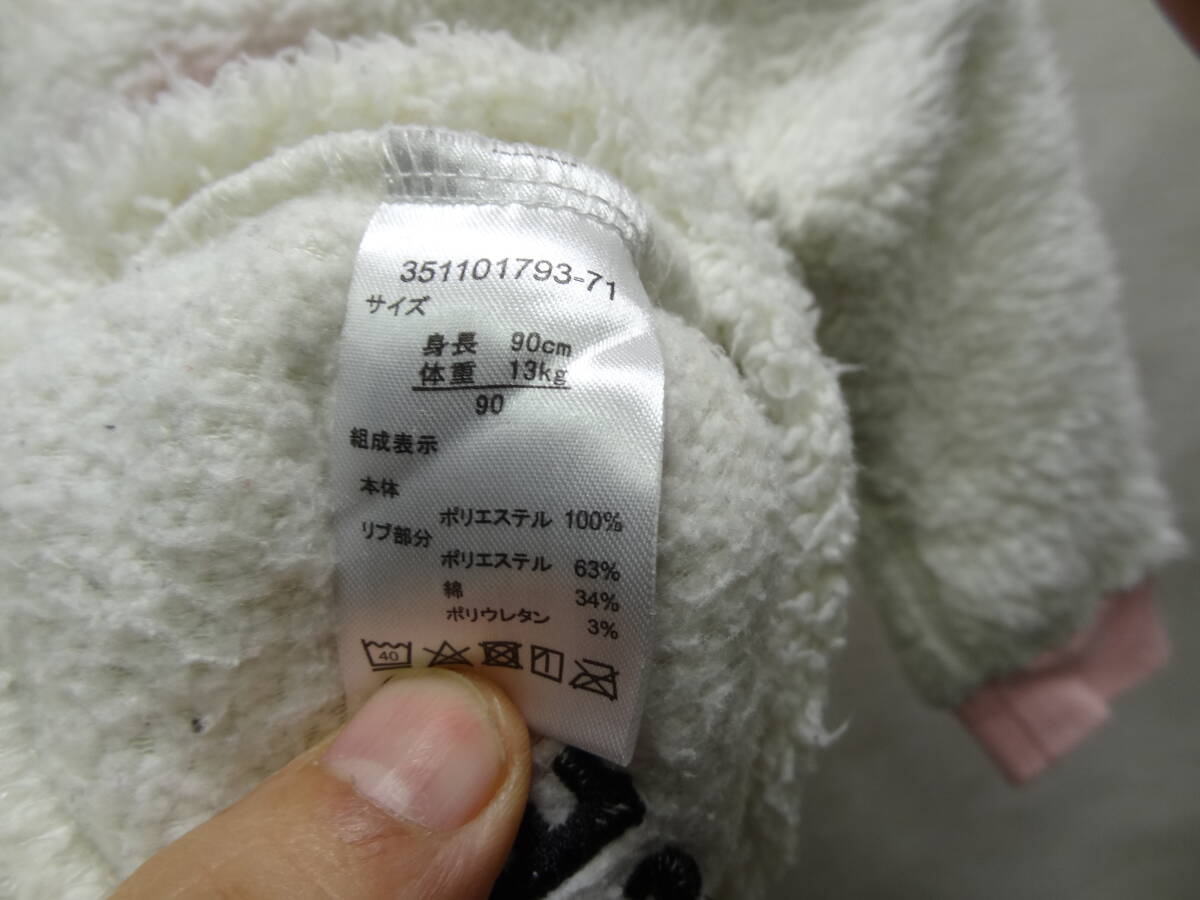 351101793-71
サイズ
身長 90cm
体重 13kg
90
組成表示
本体
ポリエステル 100%
リブ部分
ポリエステル 63%
綿 34%
ポリウレタン 3%
40